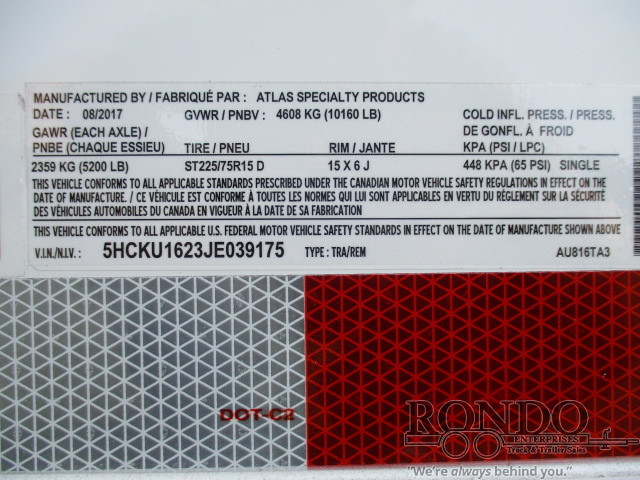 MANUFACTURED BY / FABRIQUÉ PAR : ATLAS SPECIALTY PRODUCTS
DATE : 08/2017 GVWR / PNBV : 4608 KG (10160 LB) COLD INFL. PRESS. / PRESS.
GAWR (EACH AXLE) / DE GONFL. À FROID
PNBE (CHAQUE ESSIEU) TIRE / PNEU RIM / JANTE KPA (PSI / LPC)
2359 KG (5200 LB) ST225/75R15 D 15 X 6 J 448 KPA (65 PSI) SINGLE
THIS VEHICLE CONFORMS TO ALL APPLICABLE STANDARDS PRESCRIBED UNDER THE CANADIAN MOTOR VEHICLE SAFETY REGULATIONS IN EFFECT ON THE
DATE OF MANUFACTURE. / CE VÉHICULE EST CONFORME À TOUTES LES NORMES QUI LUI SONT APPLICABLES EN VERTU DU RÈGLEMENT SUR LA SÉCURITÉ
DES VÉHICULES AUTOMOBILES DU CANADA EN VIGUEUR À LA DATE DE SA FABRICATION
THIS VEHICLE CONFORMS TO ALL APPLICABLE U.S. FEDERAL MOTOR VEHICLE SAFETY STANDARDS IN EFFECT ON THE DATE OF MANUFACTURE SHOWN ABOVE
V.I.N./N.I.V.: 5HCKU1623JE039175 TYPE : TRA/REM AU816TA3
DOT-C2
RONDO
ENTERPRISES
Truck & Trailer Sales
"We're always behind you."